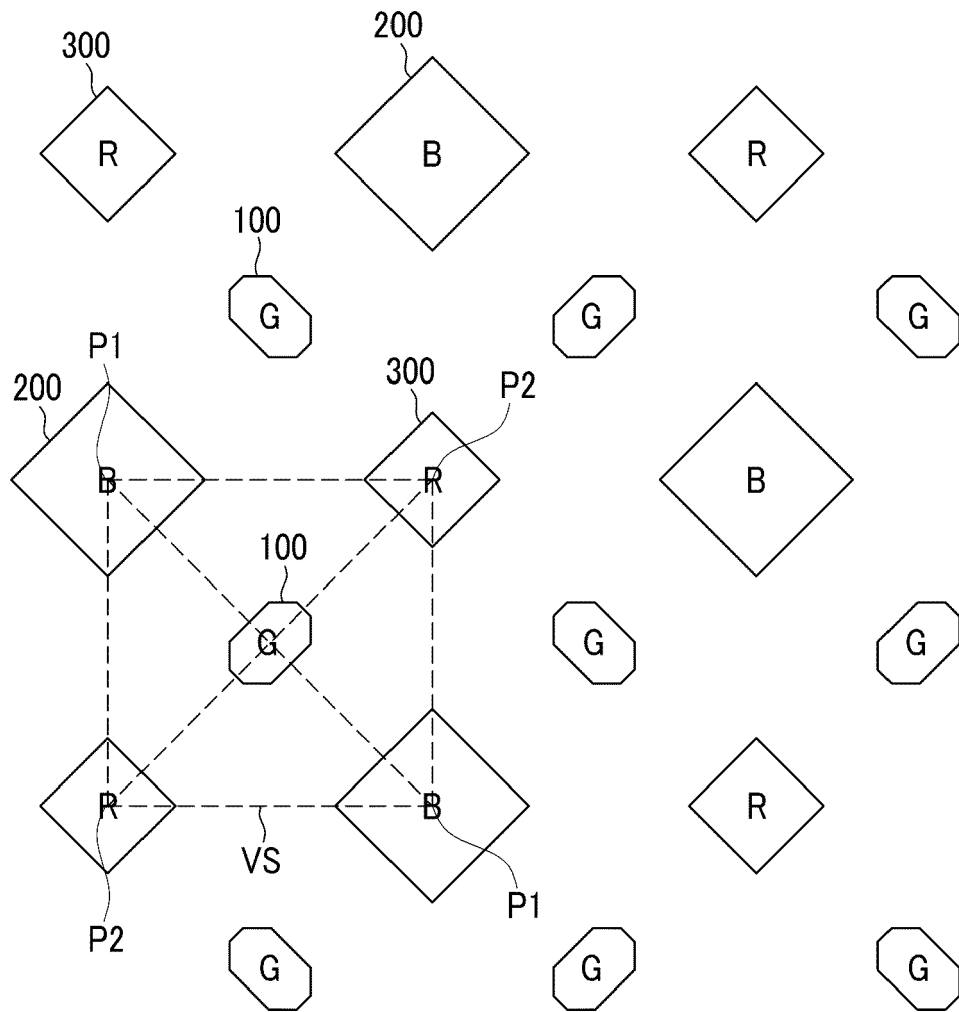 300 200
R B R
100
G G G
P1
200 300 P2
B R B
100
G G G
R B R
VS
P2 P1
G G G